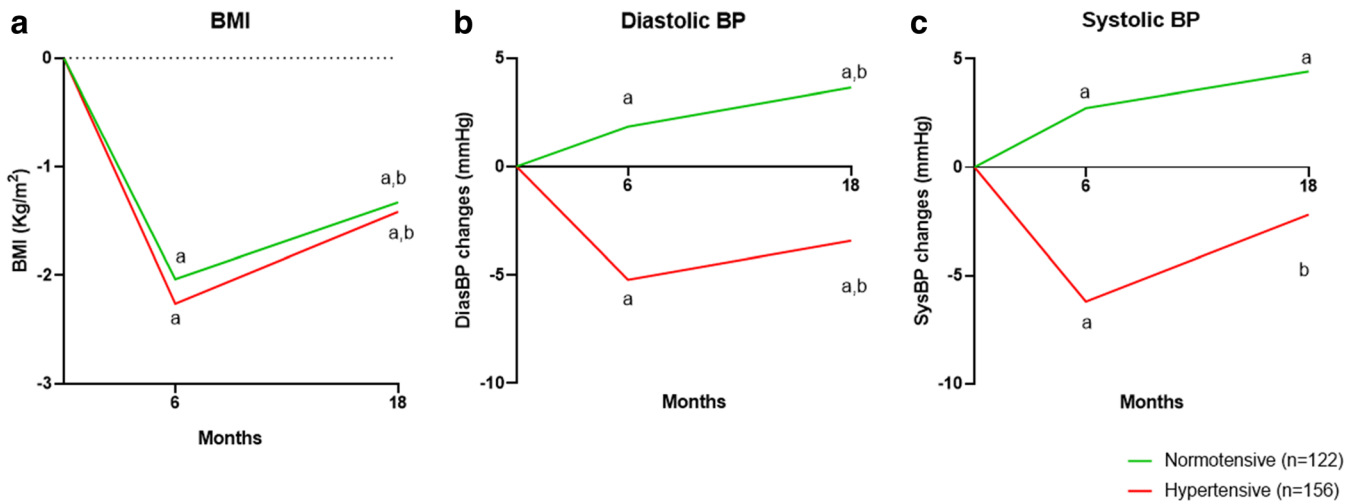 a
BMI
0
-1
-2
-3
BMI (Kg/m²)
a
a
a,b
a,b
6
18
Months
b
Diastolic BP
5
0
-5
-10
DiasBP changes (mmHg)
a
a,b
6
18
a
a,b
Months
c
Systolic BP
5
0
-5
-10
SysBP changes (mmHg)
a
a
6
18
a
b
Months
Normotensive (n=122)
Hypertensive (n=156)